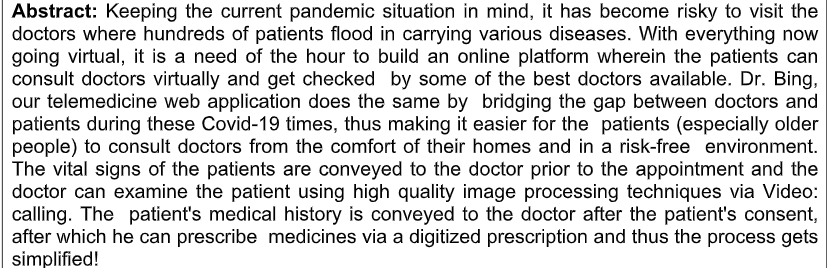 Abstract: Keeping the current pandemic situation in mind, it has become risky to visit the
doctors where hundreds of patients flood in carrying various diseases. With everything now
going virtual, it is a need of the hour to build an online platform wherein the patients can
consult doctors virtually and get checked  by some of the best doctors available. Dr. Bing,
our telemedicine web application does the same by  bridging the gap between doctors and
patients during these Covid-19 times, thus making it easier for the  patients (especially older
people) to consult doctors from the comfort of their homes and in a risk-free  environment.
The vital signs of the patients are conveyed to the doctor prior to the appointment and the
doctor can examine the patient using high quality image processing techniques via Video:
calling. The  patient's medical history is conveyed to the doctor after the patient's consent,
after which he can prescribe  medicines via a digitized prescription and thus the process gets
simplified!